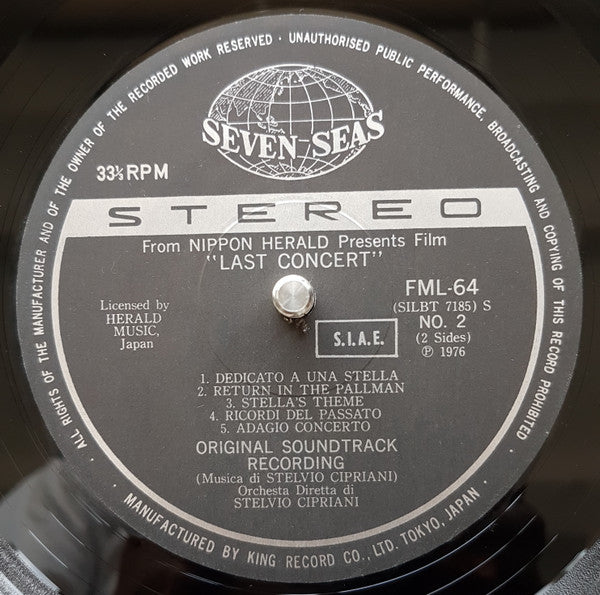 ALL RIGHTS OF THE MANUFACTURER AND OF THE OWNER OF THE RECORDED WORK RESERVED · UNAUTHORISED PUBLIC PERFORMANCE, BROADCASTING AND COPYING OF THIS RECORD PROHIBITED
SEVEN SEAS
33⅓ RPM
STEREO
From NIPPON HERALD Presents Film
"LAST CONCERT"
Licensed by
HERALD
MUSIC,
Japan
FML-64
(SILBT 7185) S
NO. 2
(2 Sides)
℗ 1976
S.I.A.E.
1. DEDICATO A UNA STELLA
2. RETURN IN THE PALLMAN
3. STELLA'S THEME
4. RICORDI DEL PASSATO
5. ADAGIO CONCERTO
ORIGINAL SOUNDTRACK
RECORDING
(Musica di STELVIO CIPRIANI)
Orchesta Diretta di
STELVIO CIPRIANI
· MANUFACTURED BY KING RECORD CO., LTD. TOKYO, JAPAN ·